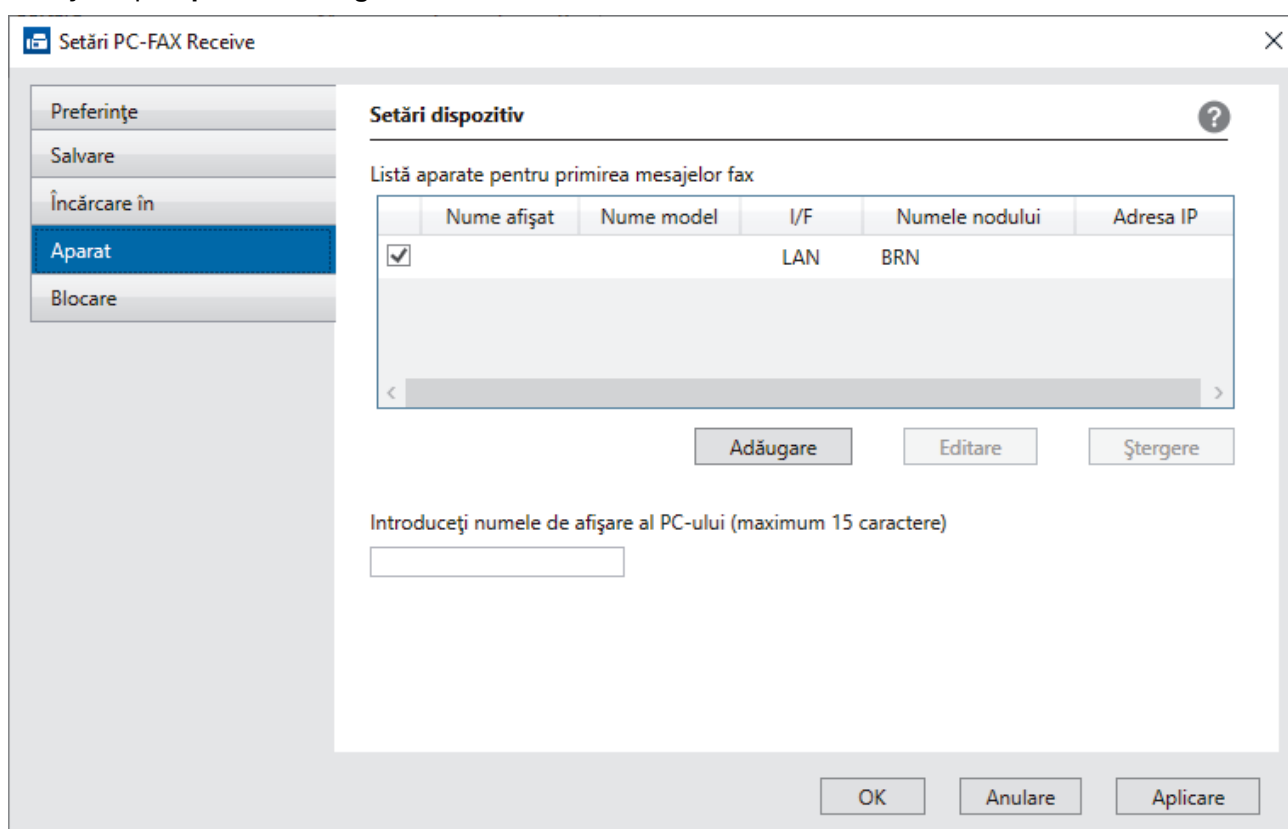 Setări PC-FAX Receive
Preferinţe
Salvare
Încărcare în
Aparat
Blocare
Setări dispozitiv
?
Listă aparate pentru primirea mesajelor fax
Nume afişat Nume model I/F Numele nodului Adresa IP
LAN BRN
Adăugare Editare Ştergere
Introduceţi numele de afişare al PC-ului (maximum 15 caractere)
OK Anulare Aplicare